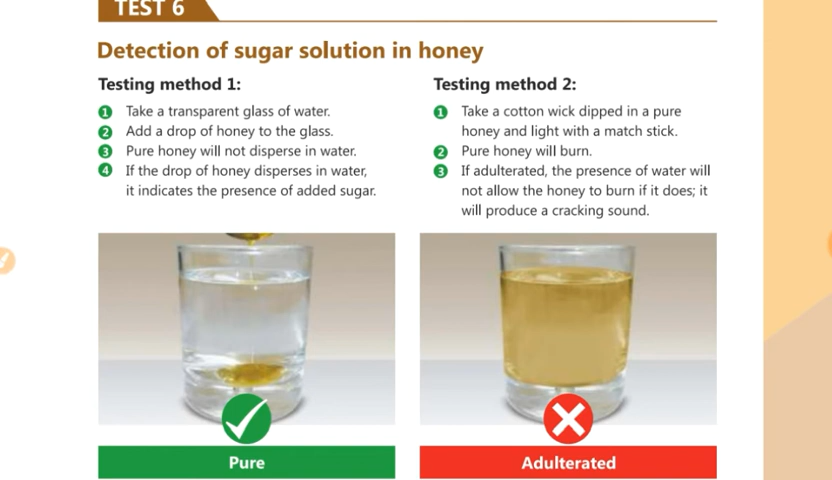 TEST 6
Detection of sugar solution in honey
Testing method 1:
1 Take a transparent glass of water.
2 Add a drop of honey to the glass.
3 Pure honey will not disperse in water.
4 If the drop of honey disperses in water,
it indicates the presence of added sugar.
Testing method 2:
1 Take a cotton wick dipped in a pure
honey and light with a match stick.
2 Pure honey will burn.
3 If adulterated, the presence of water will
not allow the honey to burn if it does; it
will produce a cracking sound.
Pure
Adulterated